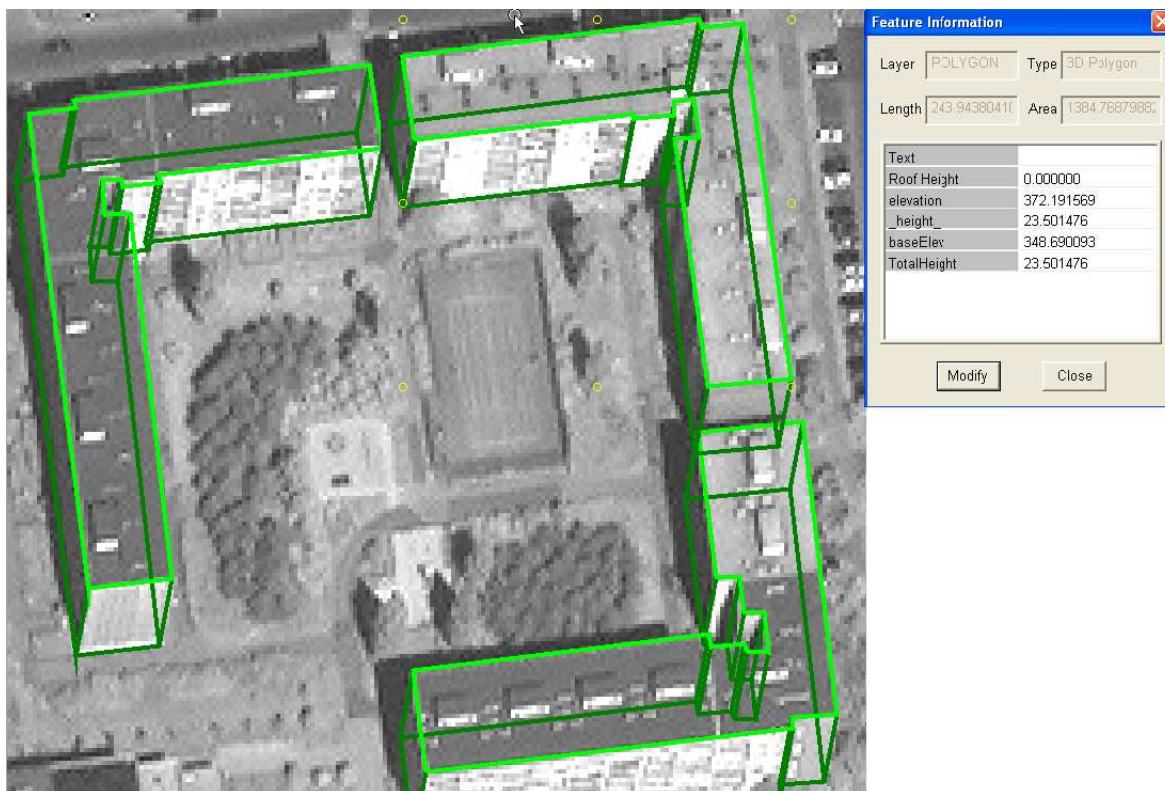 Feature Information
Layer POLYGON Type 3D Polygon
Length 243.94380410 Area 1384.76879882
Text
Roof Height 0.000000
elevation 372.191569
_height_ 23.501476
baseElev 348.690093
TotalHeight 23.501476
Modify Close